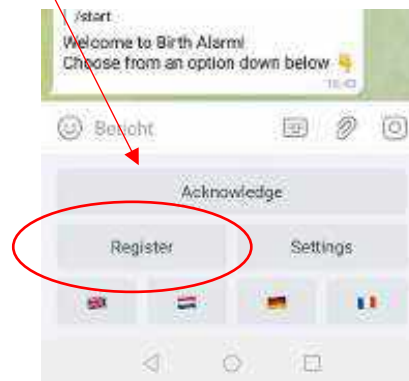 /start
Welcome to Birth Alarm!
Choose from an option down below 👇
Bericht
Acknowledge
Register Settings